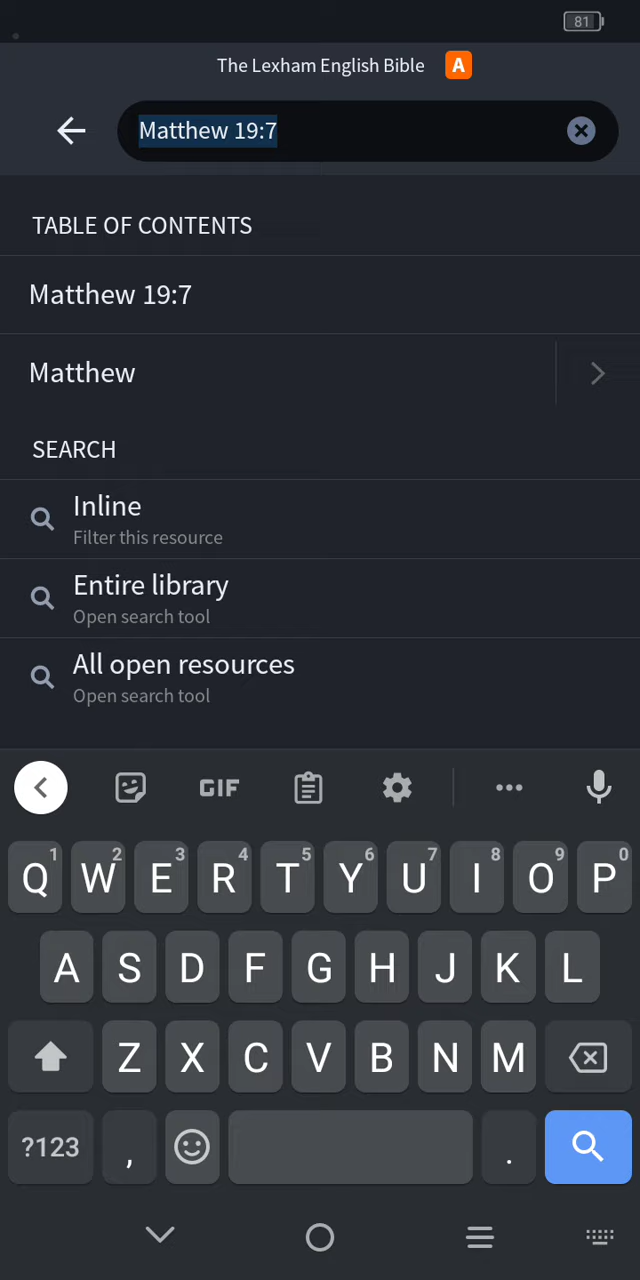 81
The Lexham English Bible A
Matthew 19:7
TABLE OF CONTENTS
Matthew 19:7
Matthew
SEARCH
Inline
Filter this resource
Entire library
Open search tool
All open resources
Open search tool
GIF
Q1 W2 E3 R4 T5 Y6 U7 I8 O9 P0
A S D F G H J K L
Z X C V B N M
?123 , .